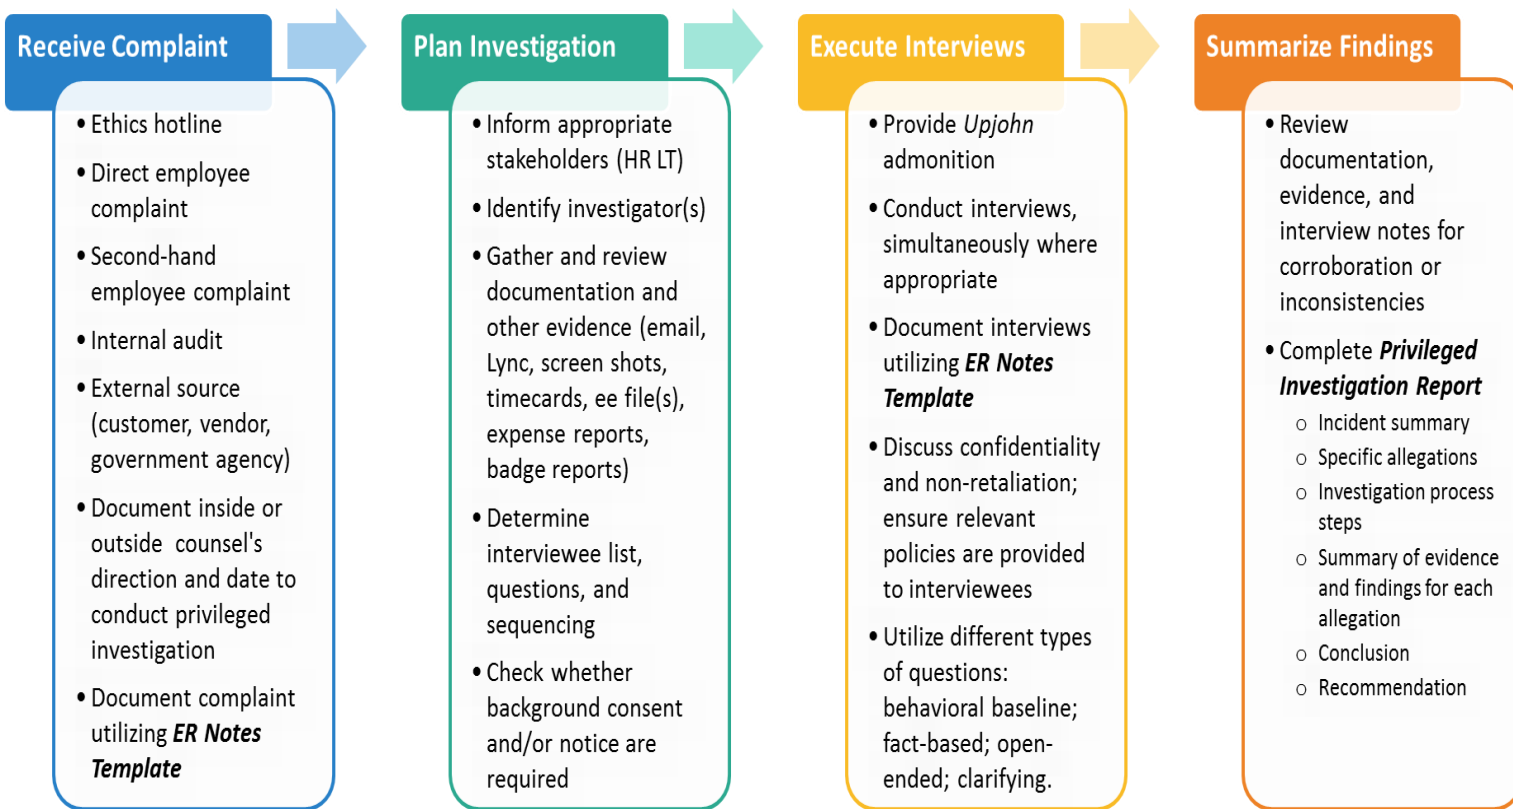 Receive Complaint
• Ethics hotline
• Direct employee
complaint
• Second-hand
employee complaint
• Internal audit
• External source
(customer, vendor,
government agency)
• Document inside or
outside counsel's
direction and date to
conduct privileged
investigation
• Document complaint
utilizing ER Notes
Template
Plan Investigation
• Inform appropriate
stakeholders (HR LT)
• Identify investigator(s)
• Gather and review
documentation and
other evidence (email,
Lync, screen shots,
timecards, ee file(s),
expense reports,
badge reports)
• Determine
interviewee list,
questions, and
sequencing
• Check whether
background consent
and/or notice are
required
Execute Interviews
• Provide Upjohn
admonition
• Conduct interviews,
simultaneously where
appropriate
• Document interviews
utilizing ER Notes
Template
• Discuss confidentiality
and non-retaliation;
ensure relevant
policies are provided
to interviewees
• Utilize different types
of questions:
behavioral baseline;
fact-based; open-
ended; clarifying.
Summarize Findings
• Review
documentation,
evidence, and
interview notes for
corroboration or
inconsistencies
• Complete Privileged
Investigation Report
o Incident summary
o Specific allegations
o Investigation process
steps
o Summary of evidence
and findings for each
allegation
o Conclusion
o Recommendation